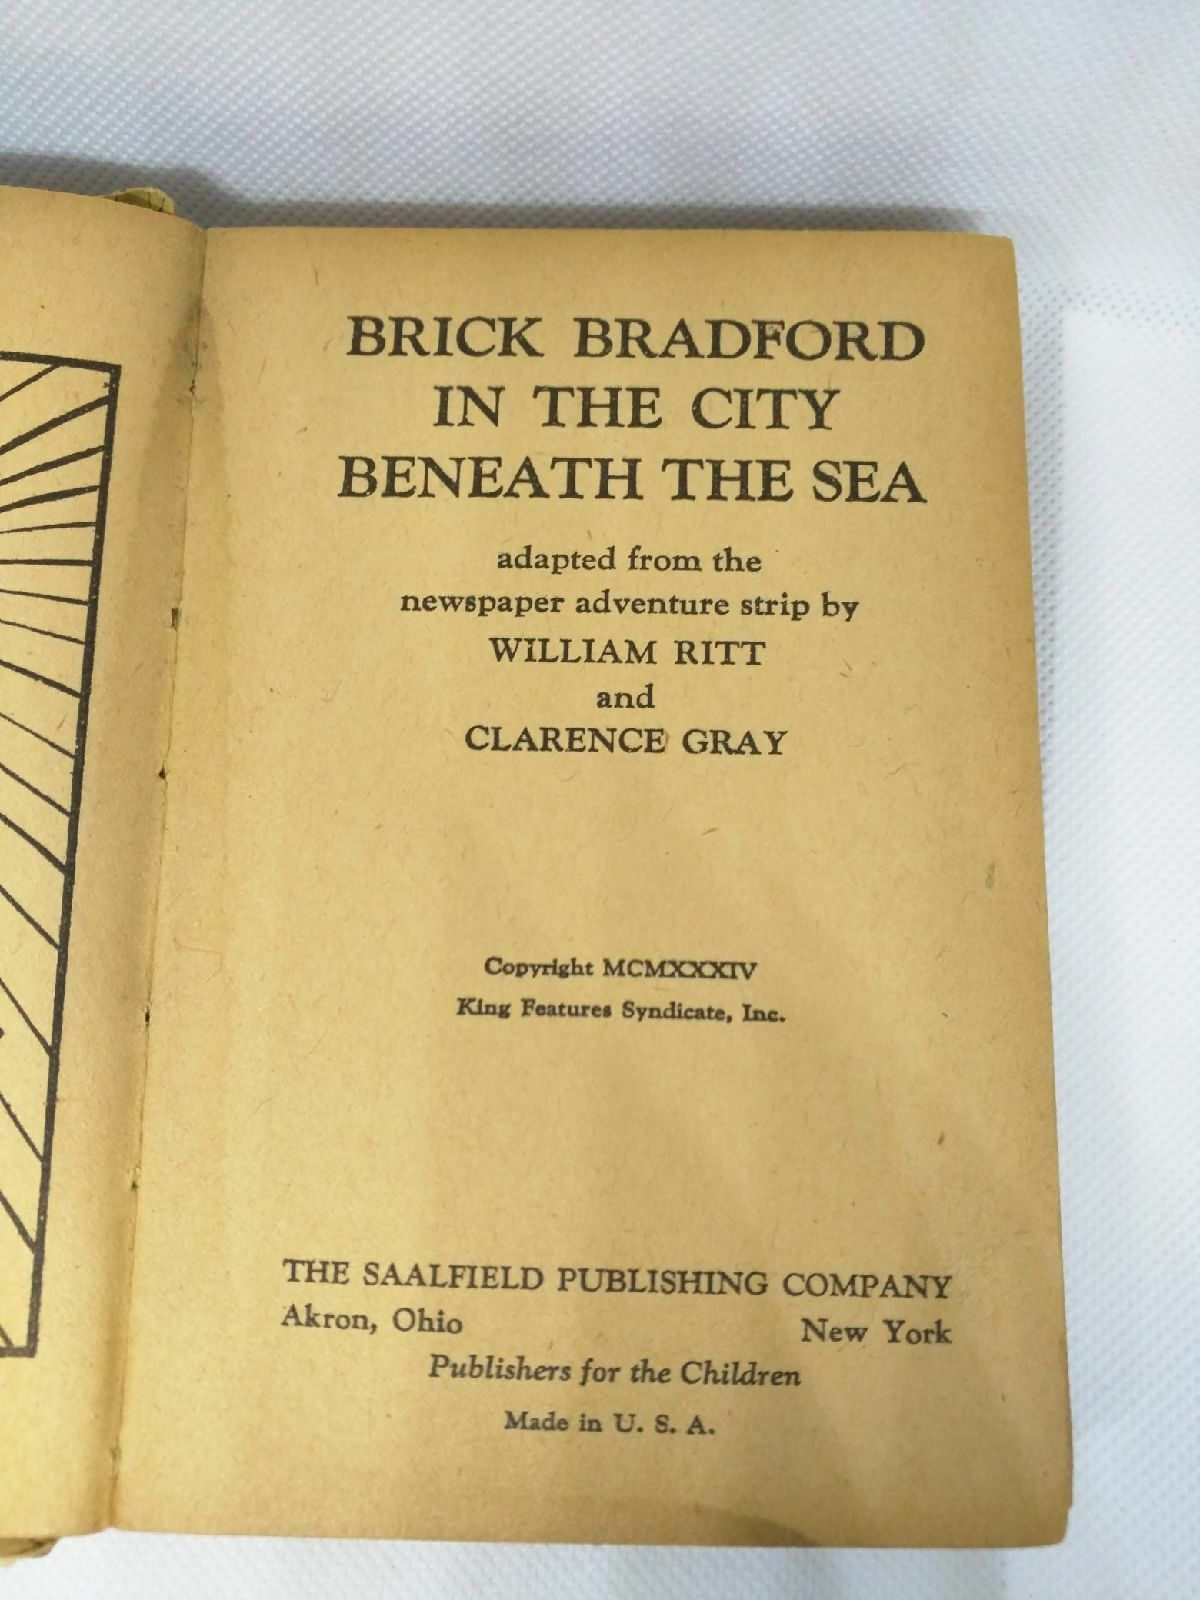 BRICK BRADFORD
IN THE CITY
BENEATH THE SEA
adapted from the
newspaper adventure strip by
WILLIAM RITT
and
CLARENCE GRAY
Copyright MCMXXXIV
King Features Syndicate, Inc.
THE SAALFIELD PUBLISHING COMPANY
Akron, Ohio New York
Publishers for the Children
Made in U. S. A.